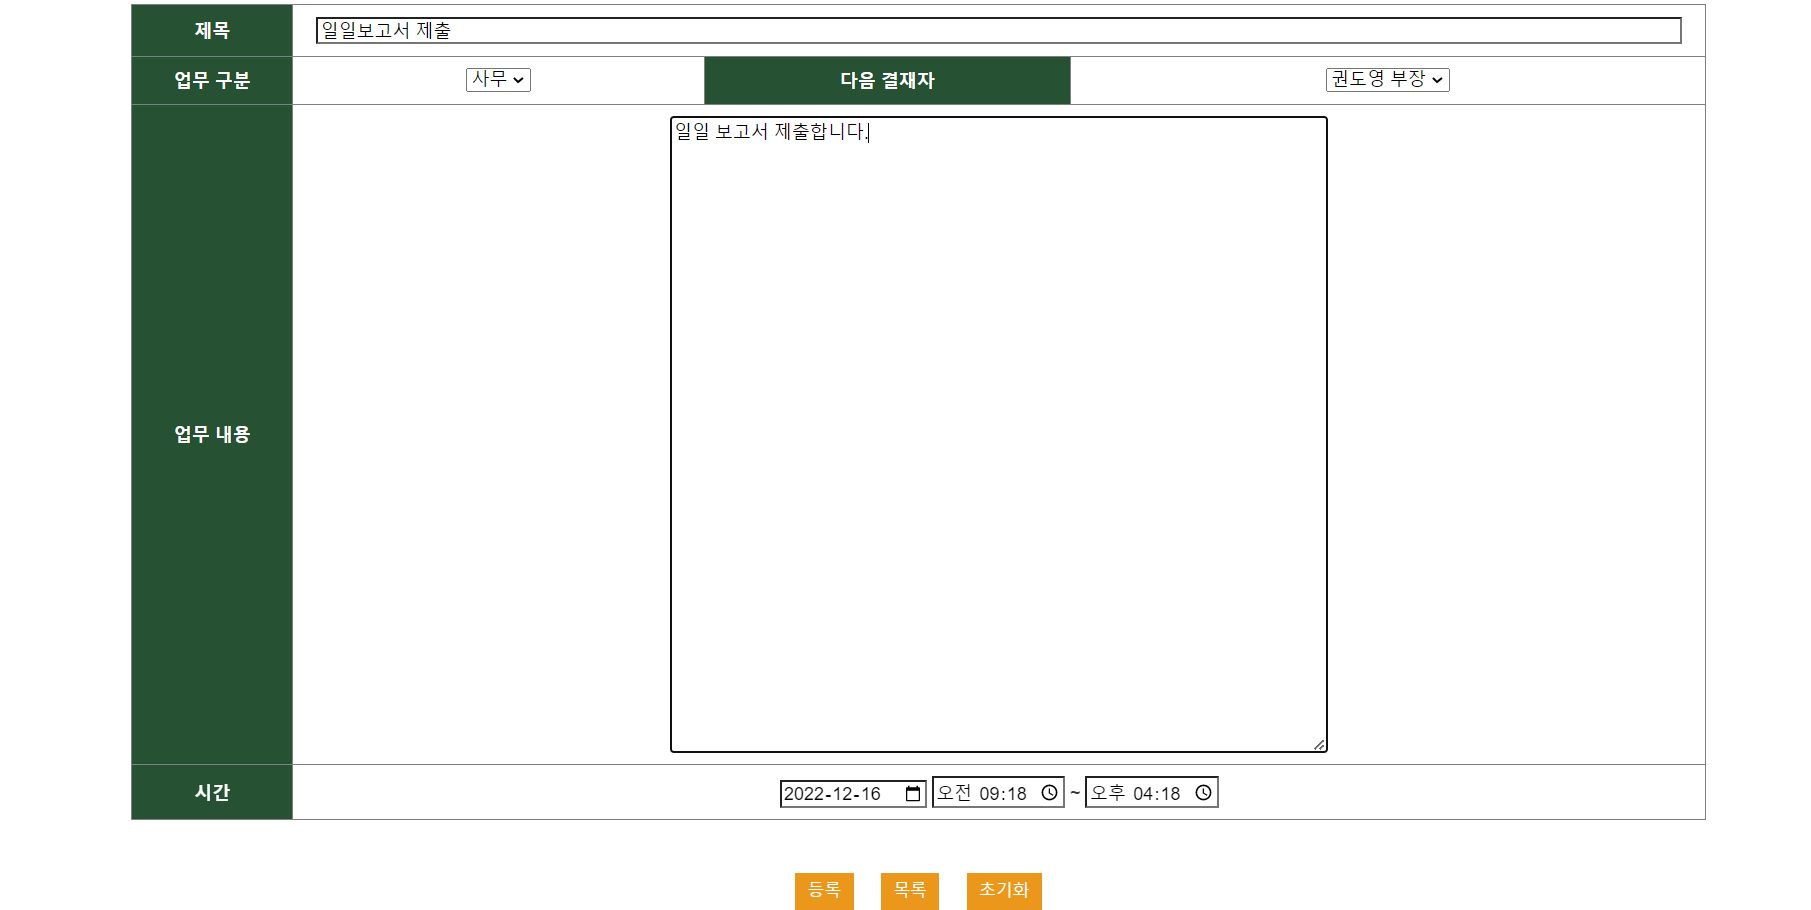 제목 일일보고서 제출
업무 구분 사무 다음 결재자 권도영 부장
업무 내용 일일 보고서 제출합니다.
시간 2022-12-16 오전 09:18 ~ 오후 04:18
등록 목록 초기화